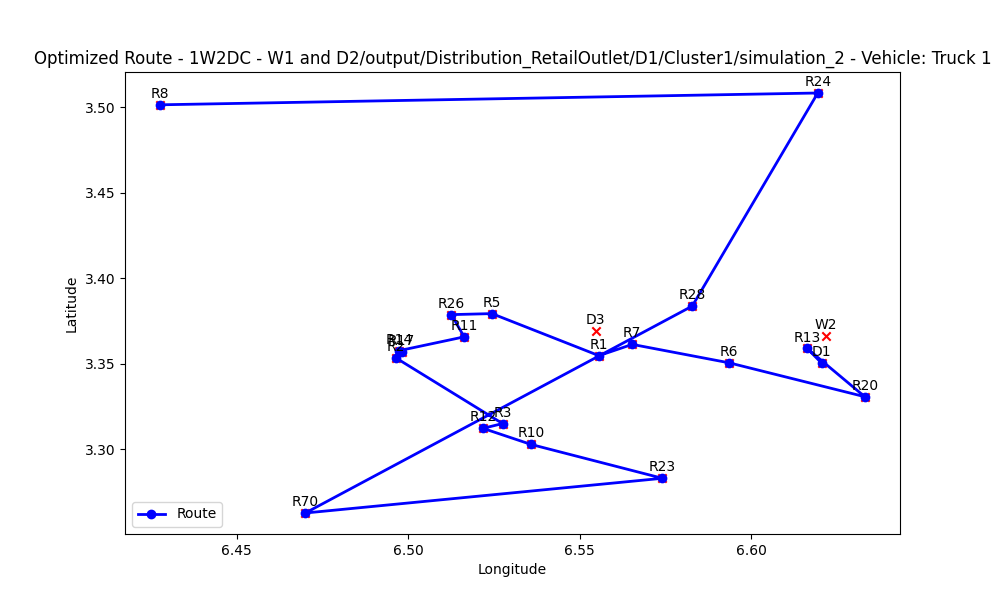 Optimized Route - 1W2DC - W1 and D2/output/Distribution_RetailOutlet/D1/Cluster1/simulation_2 - Vehicle: Truck 1
R8
R24
3.50
3.45
3.40
R26
R5
R28
D3
W2
R11
R7
R1
R13
D1
R6
3.35
R20
R12
R3
R10
3.30
R23
R70
Route
6.45
6.50
6.55
6.60
Longitude
Latitude